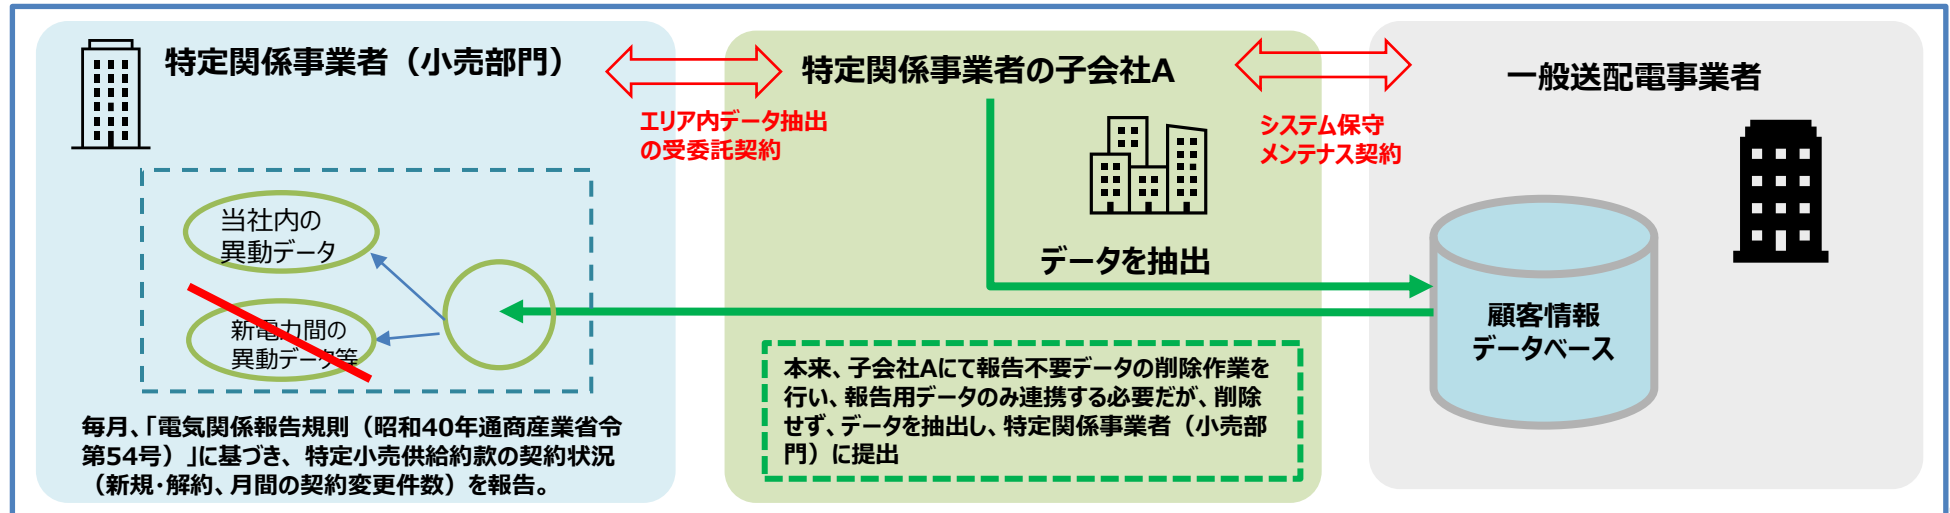 特定関係事業者（小売部門）
エリア内データ抽出
の受委託契約
当社内の
異動データ
新電力間の
異動データ等
毎月、「電気関係報告規則（昭和40年通商産業省令
第54号）」に基づき、特定小売供給約款の契約状況
（新規・解約、月間の契約変更件数）を報告。
特定関係事業者の子会社A
データを抽出
本来、子会社Aにて報告不要データの削除作業を
行い、報告用データのみ連携する必要だが、削除
せず、データを抽出し、特定関係事業者（小売部
門）に提出
システム保守
メンテナス契約
一般送配電事業者
顧客情報
データベース